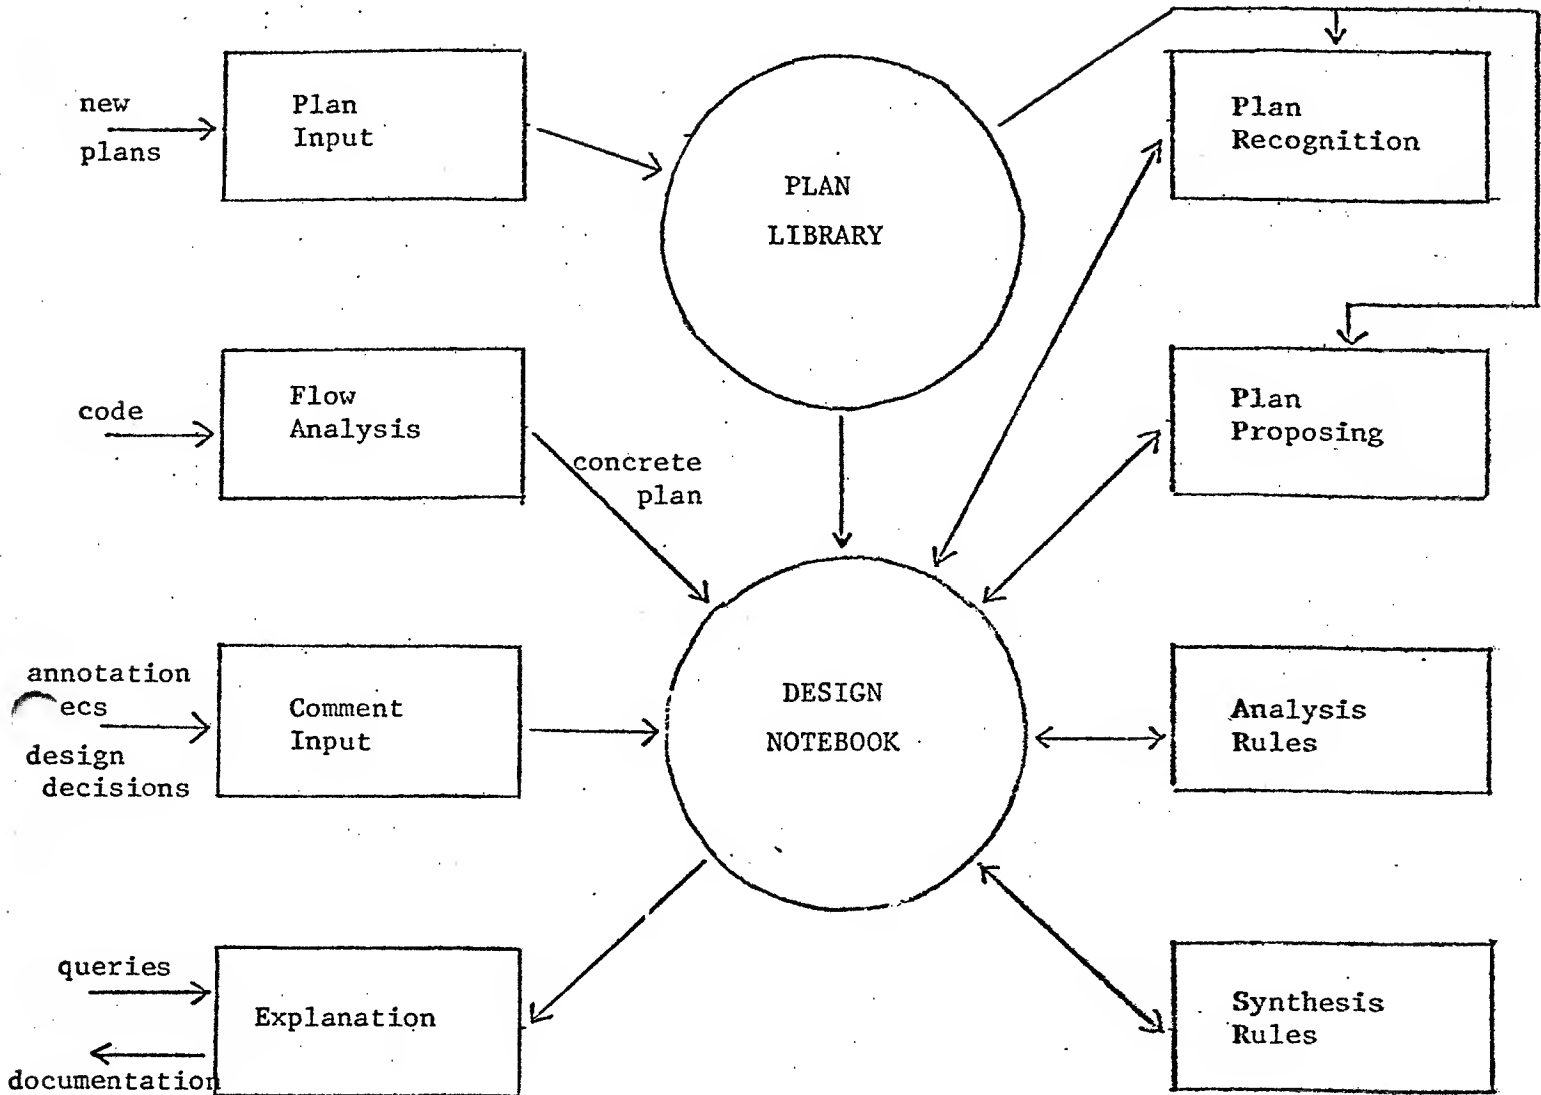 new
plans
Plan
Input
PLAN
LIBRARY
Plan
Recognition
code
Flow
Analysis
concrete
plan
Plan
Proposing
annotation
ecs
design
decisions
Comment
Input
DESIGN
NOTEBOOK
Analysis
Rules
queries
documentation
Explanation
Synthesis
Rules